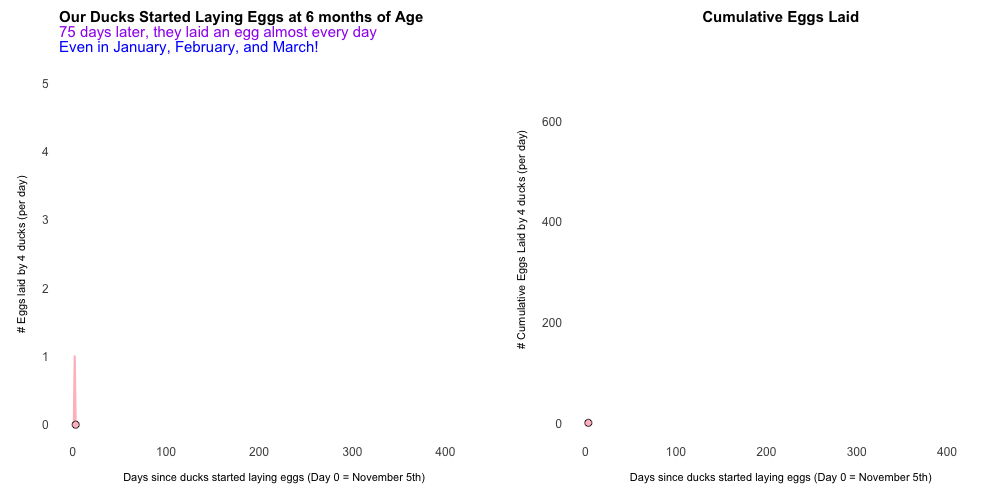 Our Ducks Started Laying Eggs at 6 months of Age
75 days later, they laid an egg almost every day
Even in January, February, and March!
5
4
3
2
1
0
# Eggs laid by 4 ducks (per day)
0 100 200 300 400
Days since ducks started laying eggs (Day 0 = November 5th)
Cumulative Eggs Laid
600
400
200
0
# Cumulative Eggs Laid by 4 ducks (per day)
0 100 200 300 400
Days since ducks started laying eggs (Day 0 = November 5th)